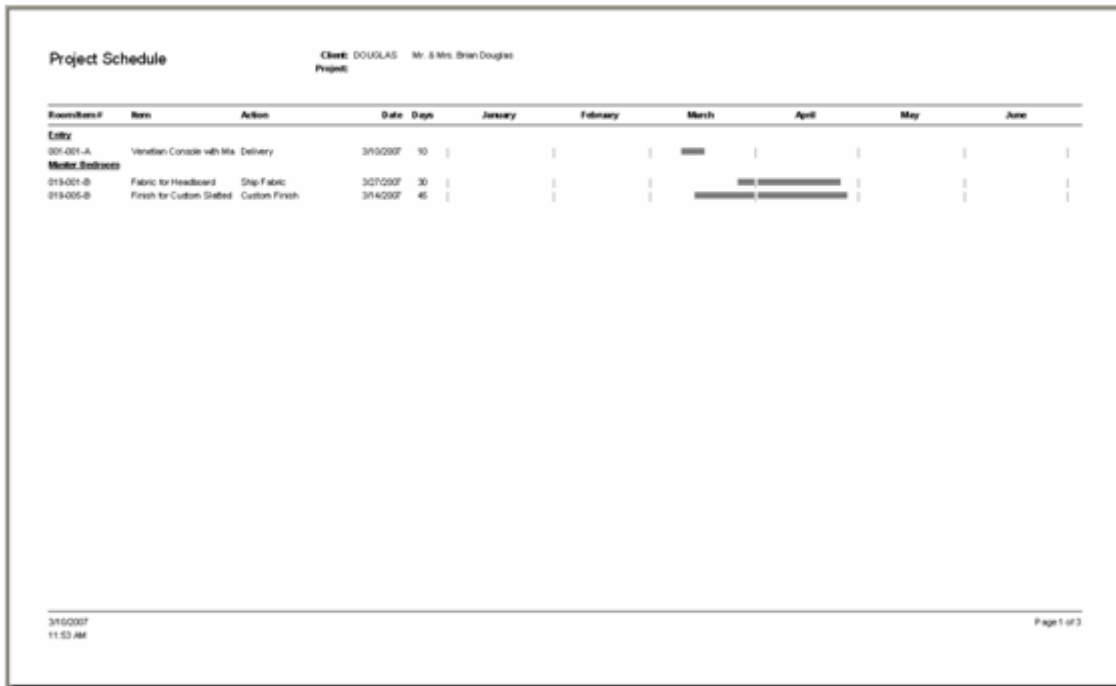 Project Schedule Client: DOUGLAS Mr. & Mrs. Brian Douglas
Project:
Room/Item # Item Action Date Days January February March April May June
Entry
001-001-A Venetian Console with Ma Delivery 3/10/2007 10
Master Bedroom
019-001-B Fabric for Headboard Ship Fabric 3/27/2007 30
019-005-B Finish for Custom Slatted Custom Finish 3/14/2007 45
3/10/2007 Page 1 of 3
11:53 AM